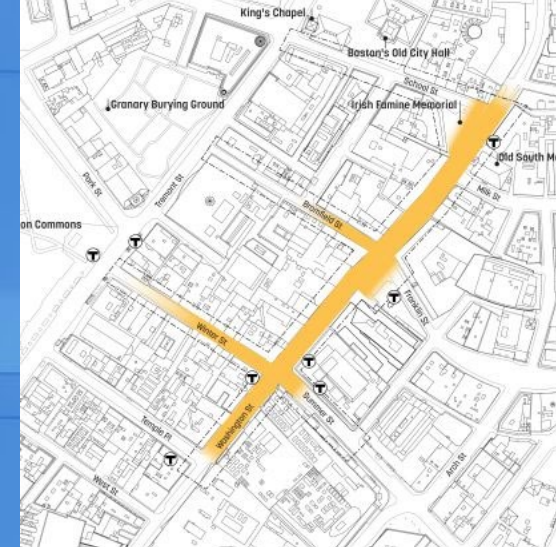 King's Chapel
Boston's Old City Hall
School St
Granary Burying Ground
Irish Famine Memorial
T
Old South M
Park St
Tremont St
Milk St
Bromfield St
on Commons
T
T
Franklin St
T
Winter St
T
T
T
Summer St
Washington St
Temple Pl
T
Arch St
West St